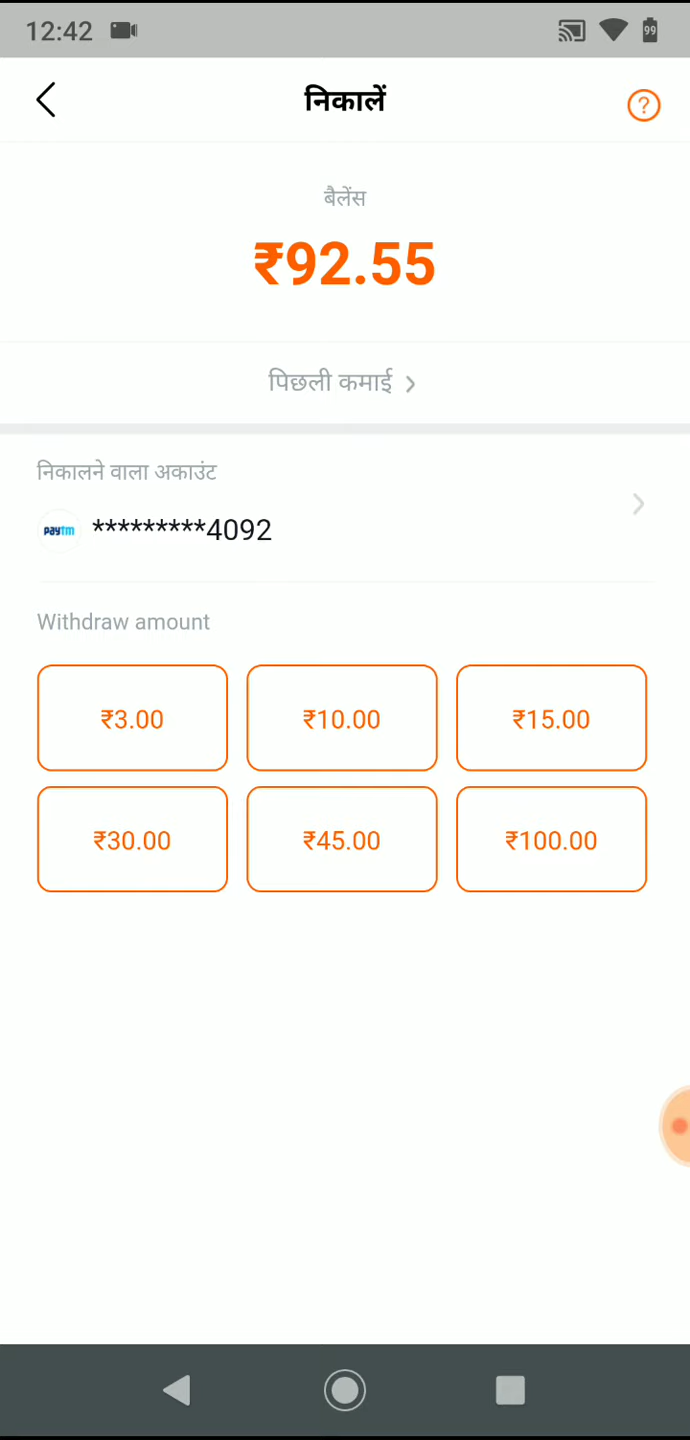 12:42
99
निकालें
?
बैलेंस
₹92.55
पिछली कमाई
निकालने वाला अकाउंट
paytm *********4092
Withdraw amount
₹3.00 ₹10.00 ₹15.00
₹30.00 ₹45.00 ₹100.00